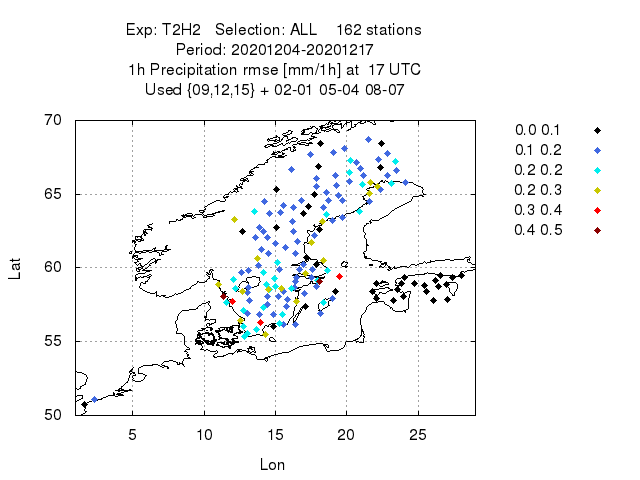 Exp: T2H2 Selection: ALL 162 stations
Period: 20201204-20201217
1h Precipitation rmse [mm/1h] at 17 UTC
Used {09,12,15} + 02-01 05-04 08-07
70
65
60
55
50
Lat
5 10 15 20 25
Lon
0.0 0.1
0.1 0.2
0.2 0.2
0.2 0.3
0.3 0.4
0.4 0.5